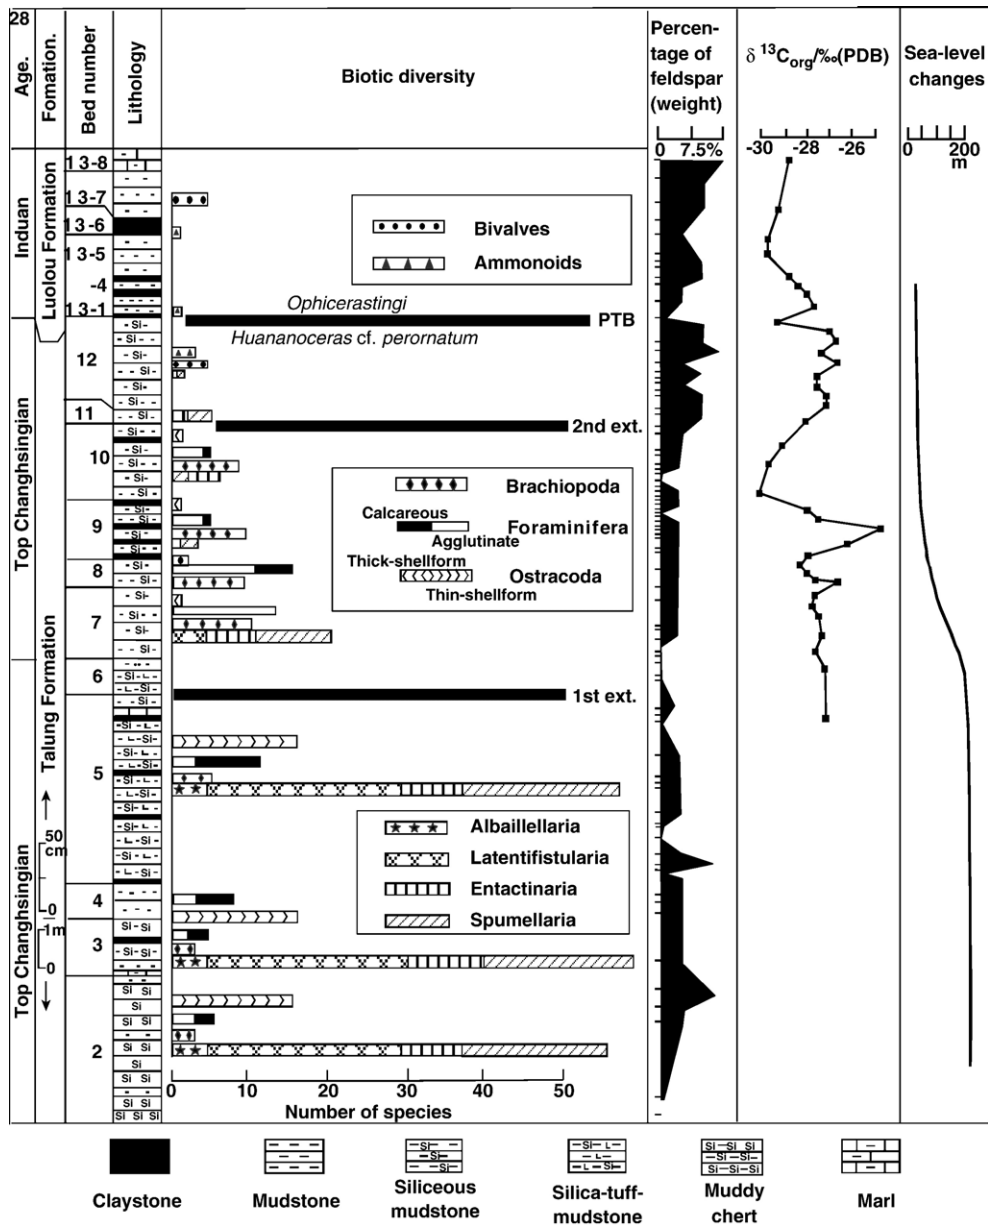 28
Age.
Fomation.
Bed number
Lithology
Biotic diversity
Percen-
tage of
feldspar
(weight)
δ ¹³C_org/‰(PDB)
Sea-level
changes
0 7.5%
-30 -28 -26
0 200
m
Induan
Top Changhsingian
Top Changhsingian
Luolou Formation
Talung Formation
50
cm
0
1m
0
13-8
13-7
13-6
13-5
-4
13-1
12
11
10
9
8
7
6
5
4
3
2
Bivalves
Ammonoids
Ophicerastingi
PTB
Huananoceras cf. perornatum
2nd ext.
Brachiopoda
Calcareous
Foraminifera
Agglutinate
Thick-shellform
Ostracoda
Thin-shellform
1st ext.
Albaillellaria
Latentifistularia
Entactinaria
Spumellaria
0 10 20 30 40 50
Number of species
Claystone
Mudstone
Siliceous
mudstone
Silica-tuff-
mudstone
Muddy
chert
Marl